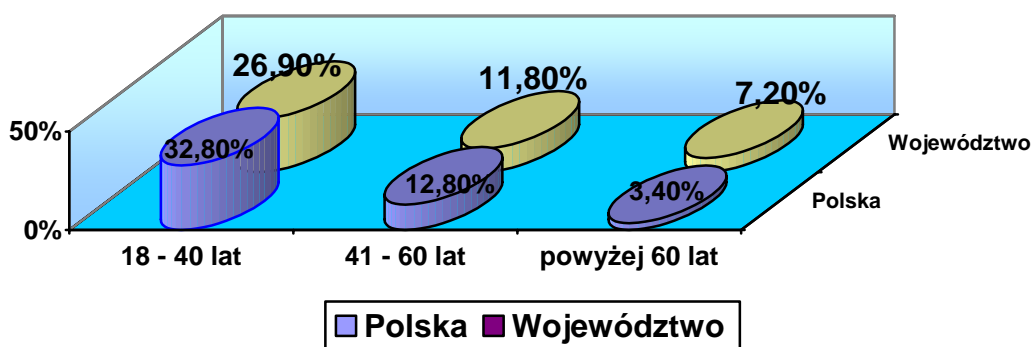 26,90%
11,80%
7,20%
50%
32,80%
12,80%
3,40%
Województwo
Polska
0%
18 - 40 lat
41 - 60 lat
powyżej 60 lat
Polska Województwo